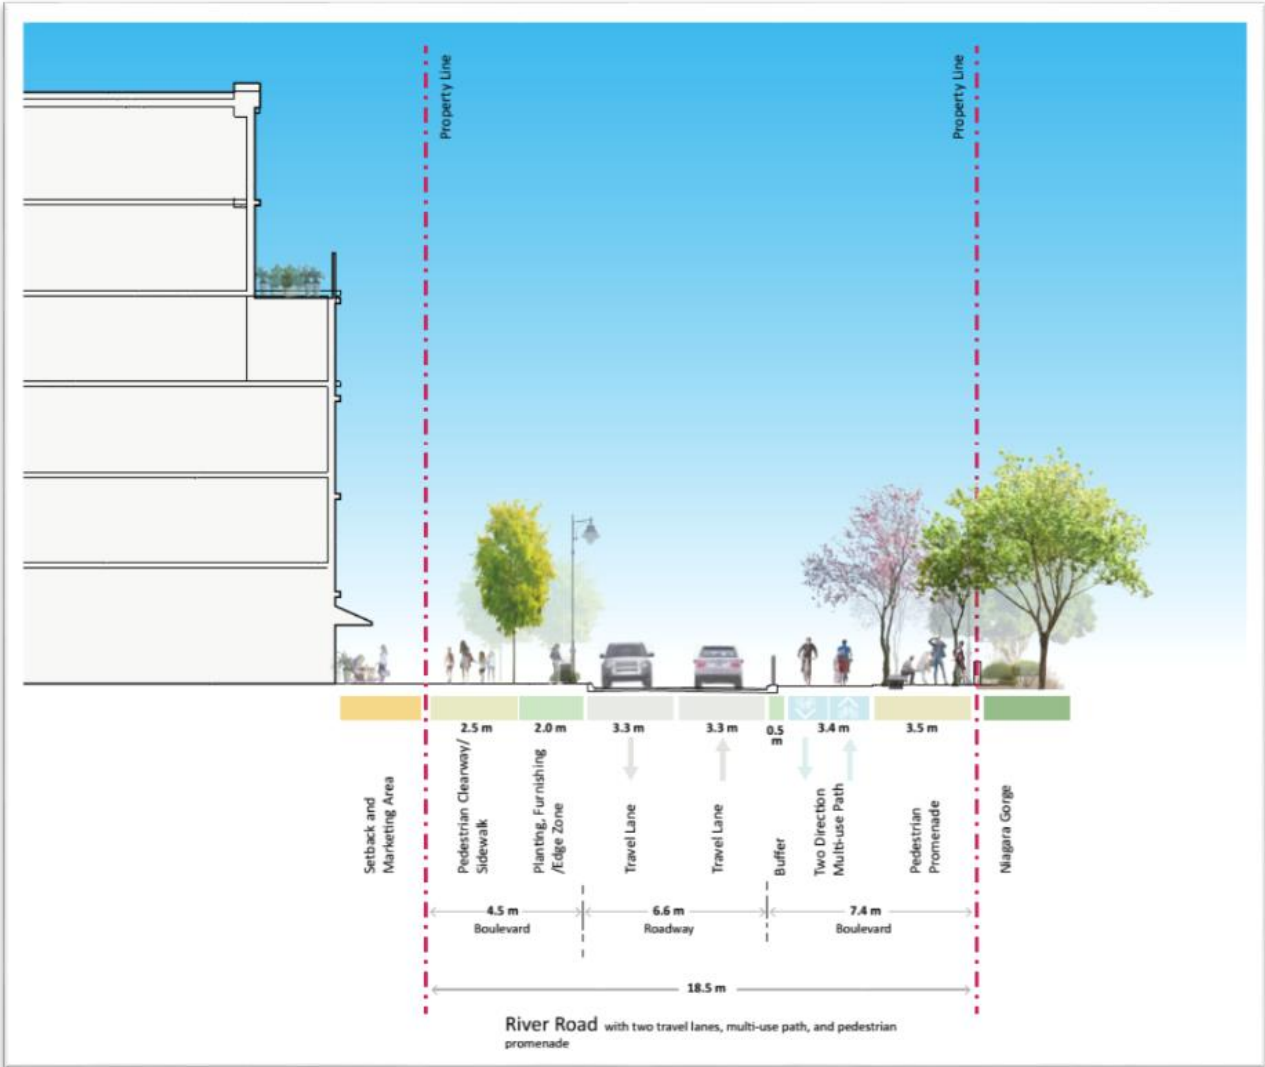 Property Line
Property Line
2.5 m
2.0 m
3.3 m
3.3 m
0.5
m
3.4 m
3.5 m
Setback and
Marketing Area
Pedestrian Clearway/
Sidewalk
Planting, Furnishing
/Edge Zone
Travel Lane
Travel Lane
Buffer
Two Direction
Multi-use Path
Pedestrian
Promenade
Niagara Gorge
4.5 m
Boulevard
6.6 m
Roadway
7.4 m
Boulevard
18.5 m
River Road with two travel lanes, multi-use path, and pedestrian
promenade